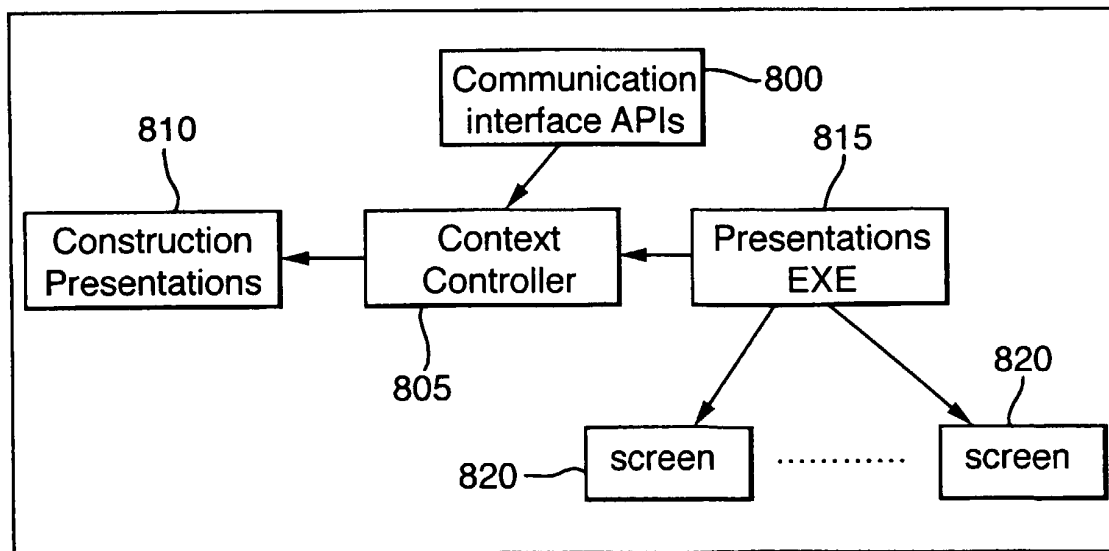 Communication
interface APIs
800
810
815
Construction
Presentations
Context
Controller
Presentations
EXE
805
820
820
screen
screen